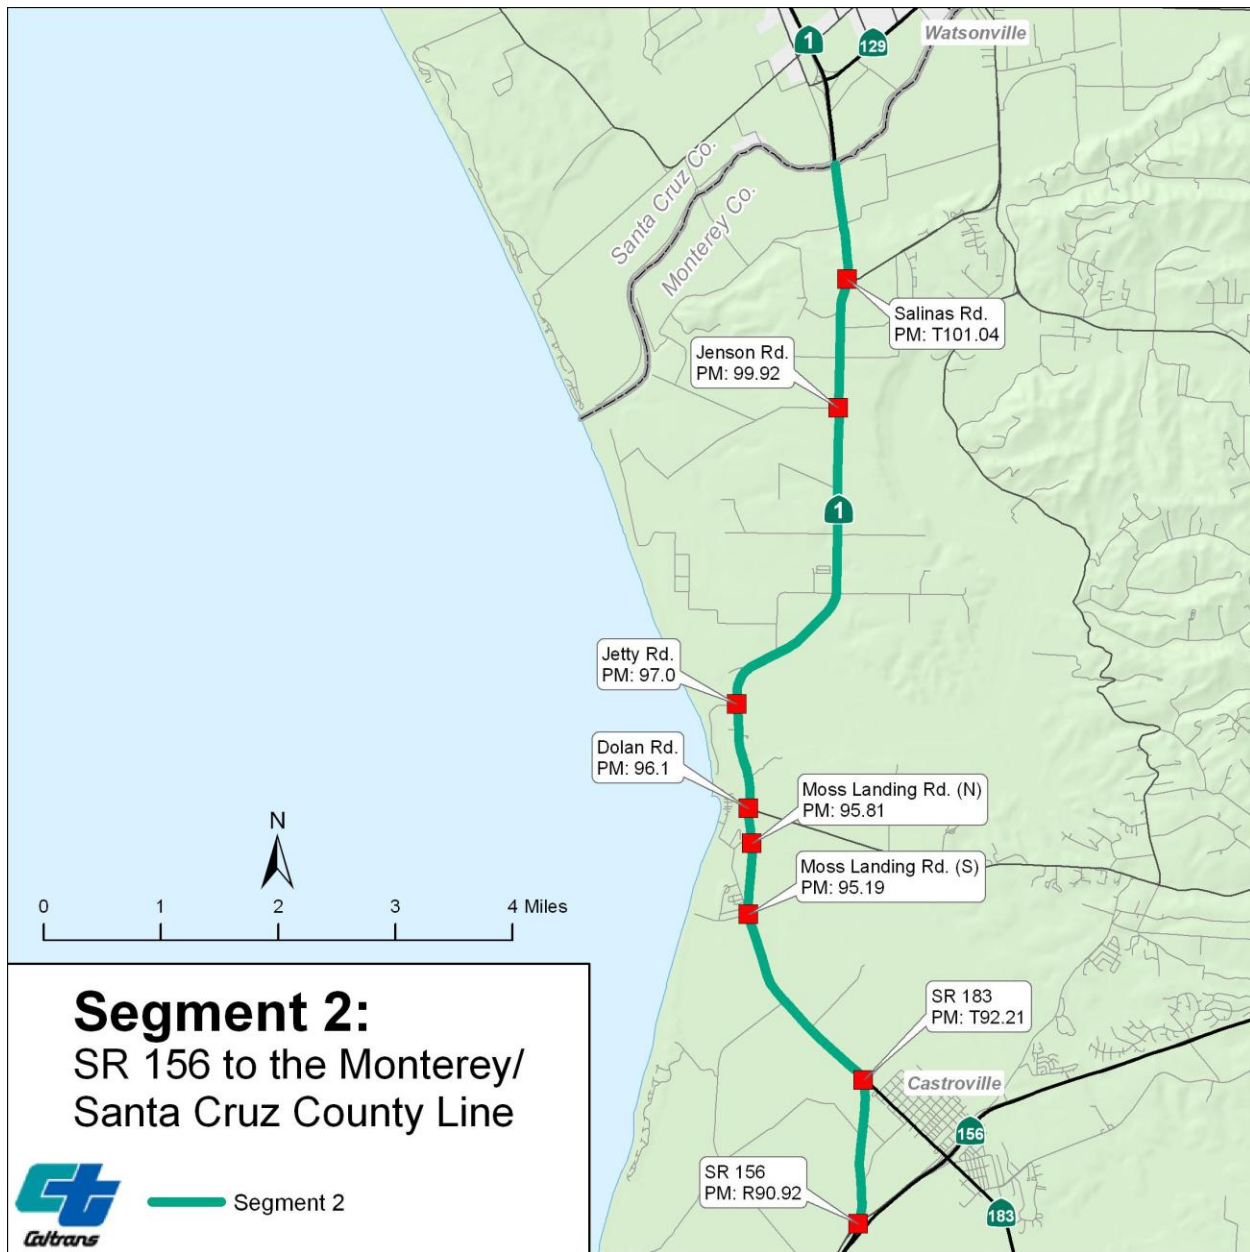 1
129
Watsonville
Santa Cruz Co.
Monterey Co.
Salinas Rd.
PM: T101.04
Jenson Rd.
PM: 99.92
1
Jetty Rd.
PM: 97.0
Dolan Rd.
PM: 96.1
Moss Landing Rd. (N)
PM: 95.81
Moss Landing Rd. (S)
PM: 95.19
N
0 1 2 3 4 Miles
SR 183
PM: T92.21
Castroville
156
SR 156
PM: R90.92
183
Segment 2:
SR 156 to the Monterey/
Santa Cruz County Line
Segment 2
ct
Caltrans